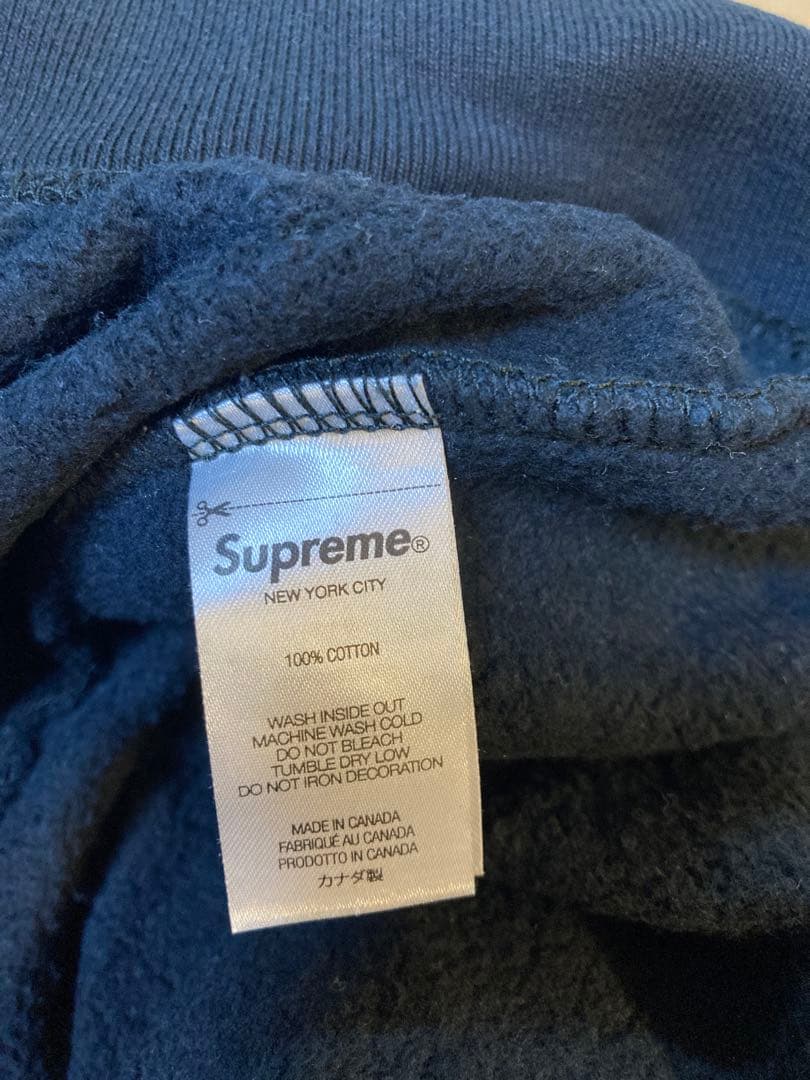 Supreme®
NEW YORK CITY
100% COTTON
WASH INSIDE OUT
MACHINE WASH COLD
DO NOT BLEACH
TUMBLE DRY LOW
DO NOT IRON DECORATION
MADE IN CANADA
FABRIQUÉ AU CANADA
PRODOTTO IN CANADA
カナダ製